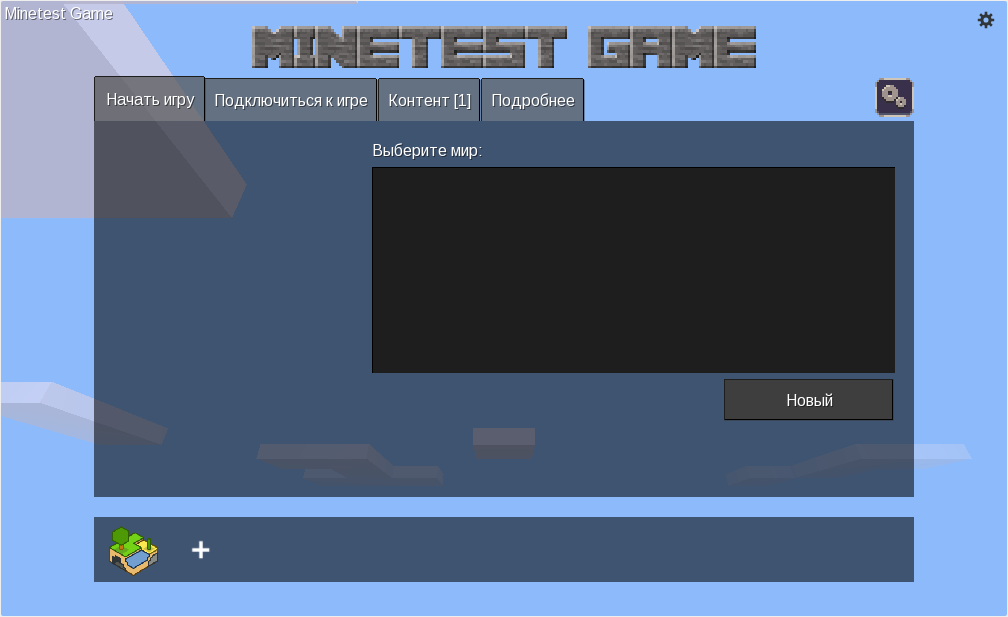 Minetest Game
MINETEST GAME
Начать игру
Подключиться к игре
Контент [1]
Подробнее
Выберите мир:
Новый